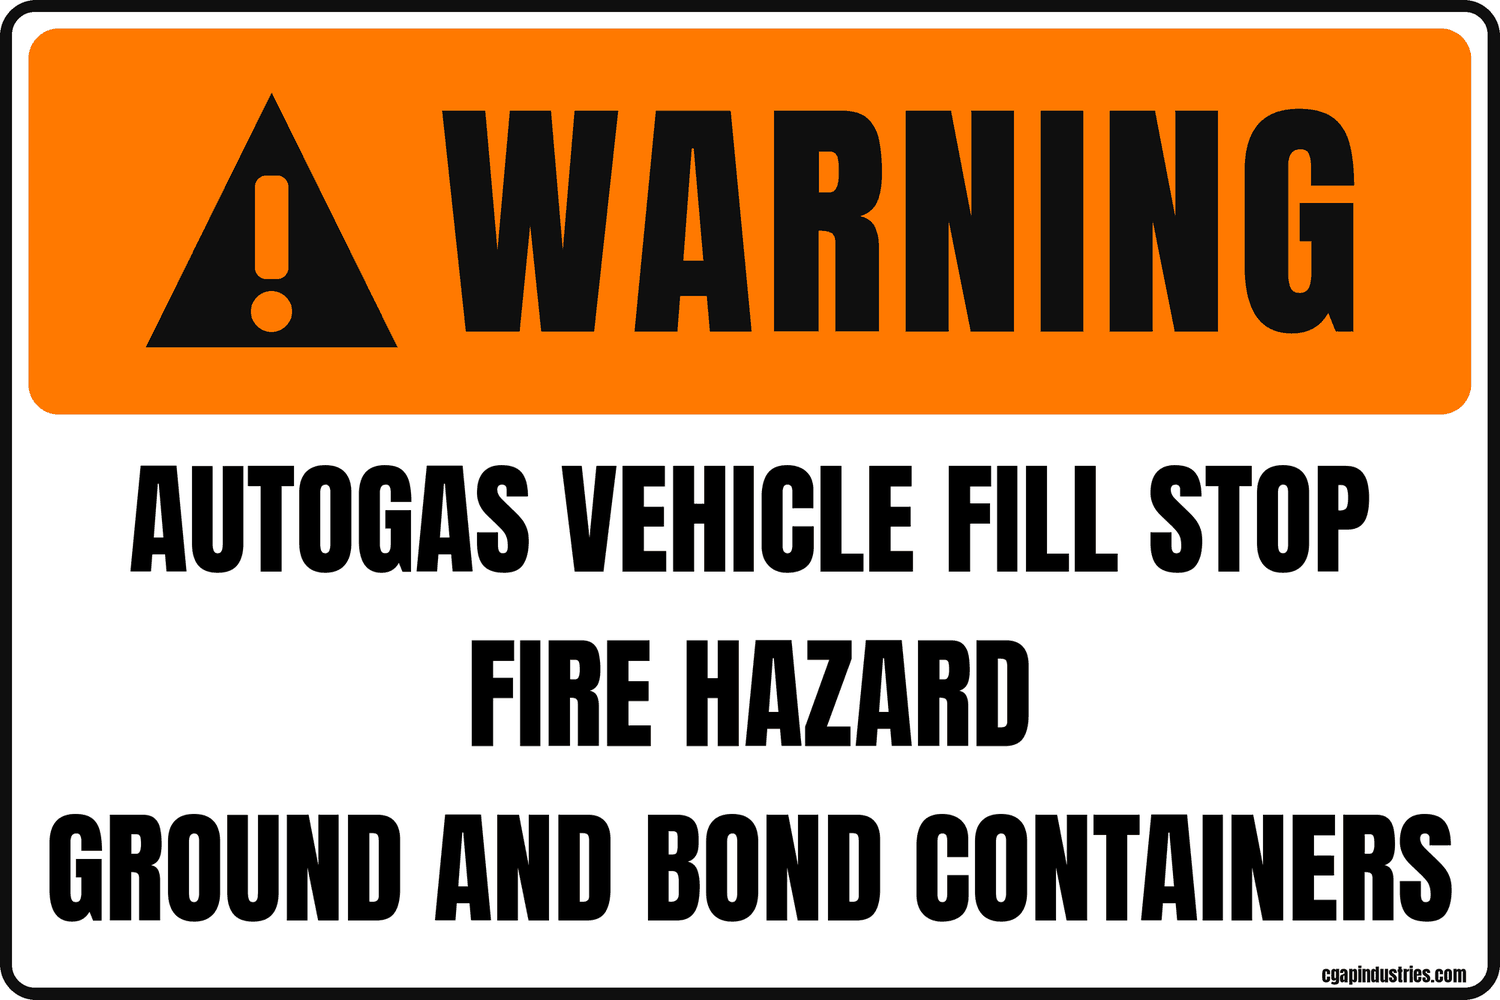 WARNING
AUTOGAS VEHICLE FILL STOP
FIRE HAZARD
GROUND AND BOND CONTAINERS
cgapindustries.com